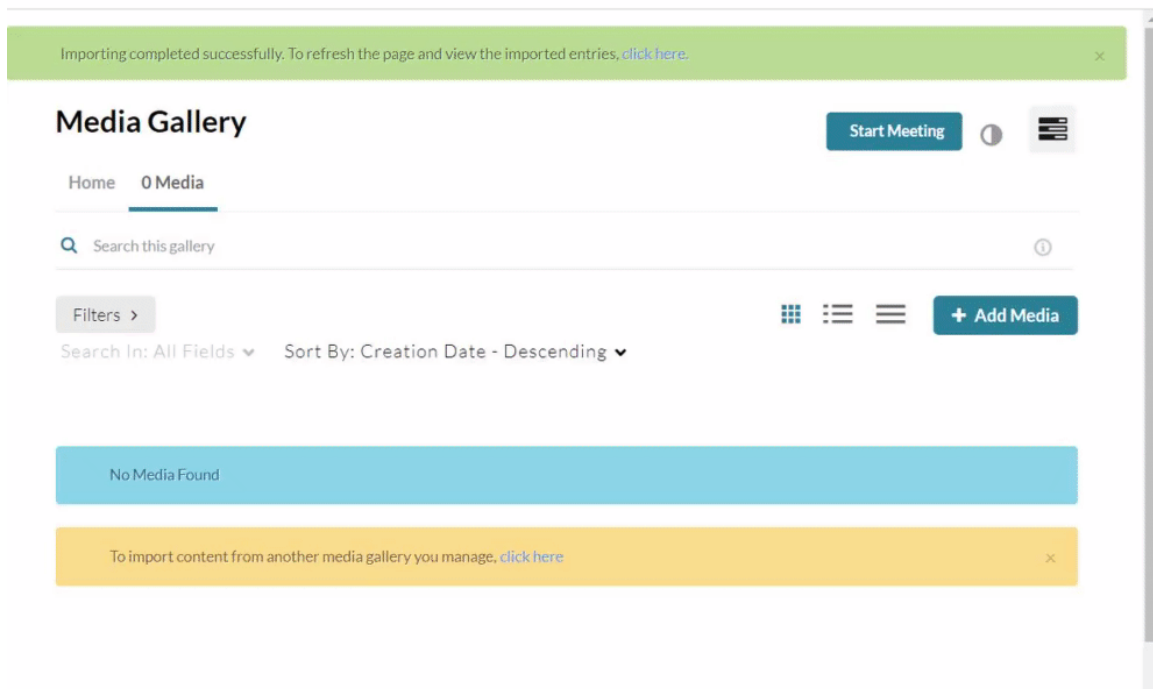 Importing completed successfully. To refresh the page and view the imported entries, click here.
Media Gallery
Start Meeting
Home 0 Media
Search this gallery
Filters
+ Add Media
Search In: All Fields Sort By: Creation Date - Descending
No Media Found
To import content from another media gallery you manage, click here